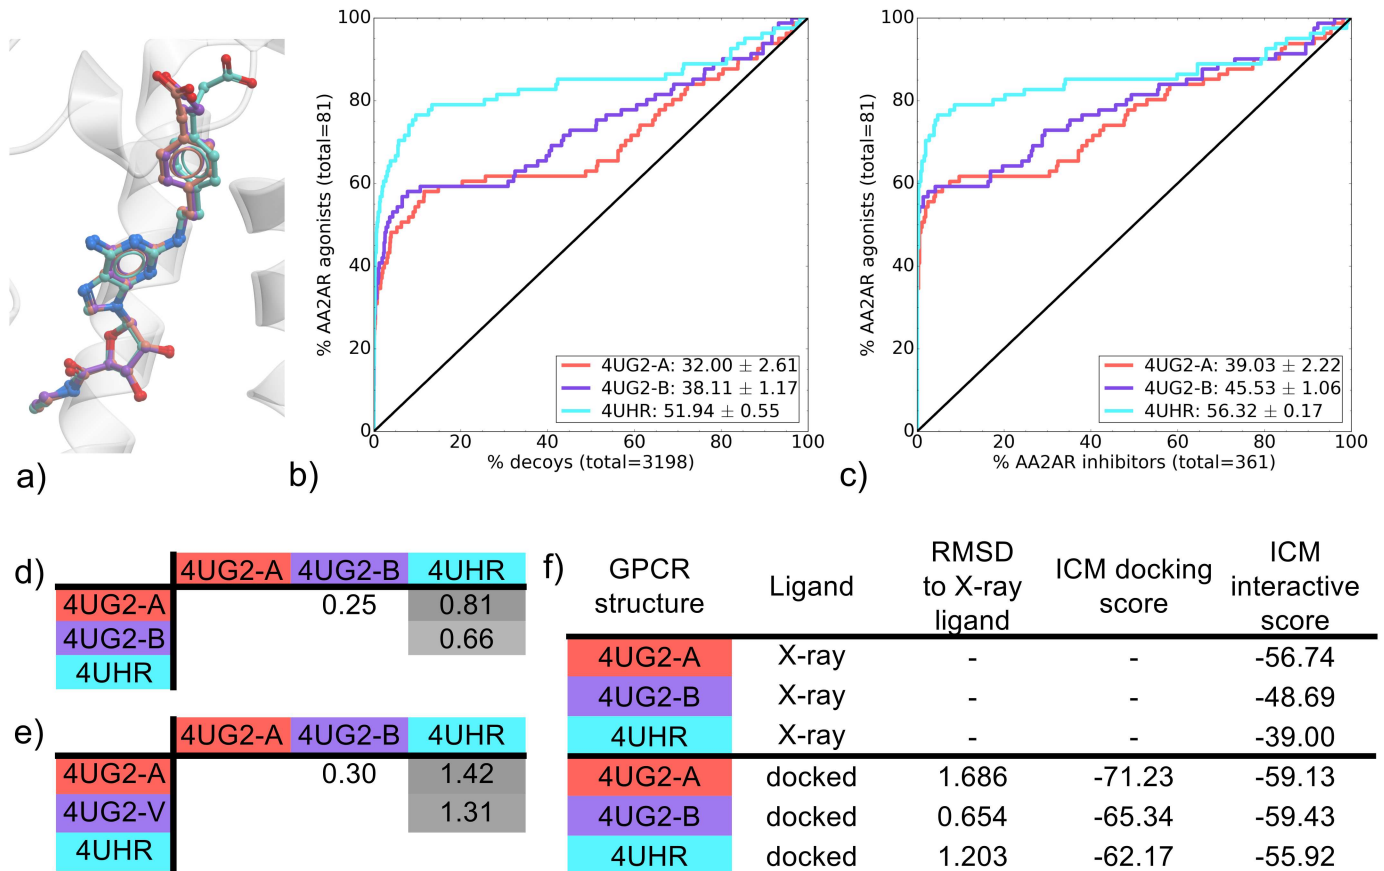 a)
b)
% AA2AR agonists (total=81)
100
80
60
40
20
0
4UG2-A: 32.00 ± 2.61
4UG2-B: 38.11 ± 1.17
4UHR: 51.94 ± 0.55
0 20 40 60 80 100
% decoys (total=3198)
c)
% AA2AR agonists (total=81)
100
80
60
40
20
0
4UG2-A: 39.03 ± 2.22
4UG2-B: 45.53 ± 1.06
4UHR: 56.32 ± 0.17
0 20 40 60 80 100
% AA2AR inhibitors (total=361)
d)
4UG2-A 4UG2-B 4UHR
4UG2-A 0.25 0.81
4UG2-B 0.66
4UHR
e)
4UG2-A 4UG2-B 4UHR
4UG2-A 0.30 1.42
4UG2-V 1.31
4UHR
f)
GPCR
structure
Ligand
RMSD
to X-ray
ligand
ICM docking
score
ICM
interactive
score
4UG2-A X-ray - - -56.74
4UG2-B X-ray - - -48.69
4UHR X-ray - - -39.00
4UG2-A docked 1.686 -71.23 -59.13
4UG2-B docked 0.654 -65.34 -59.43
4UHR docked 1.203 -62.17 -55.92